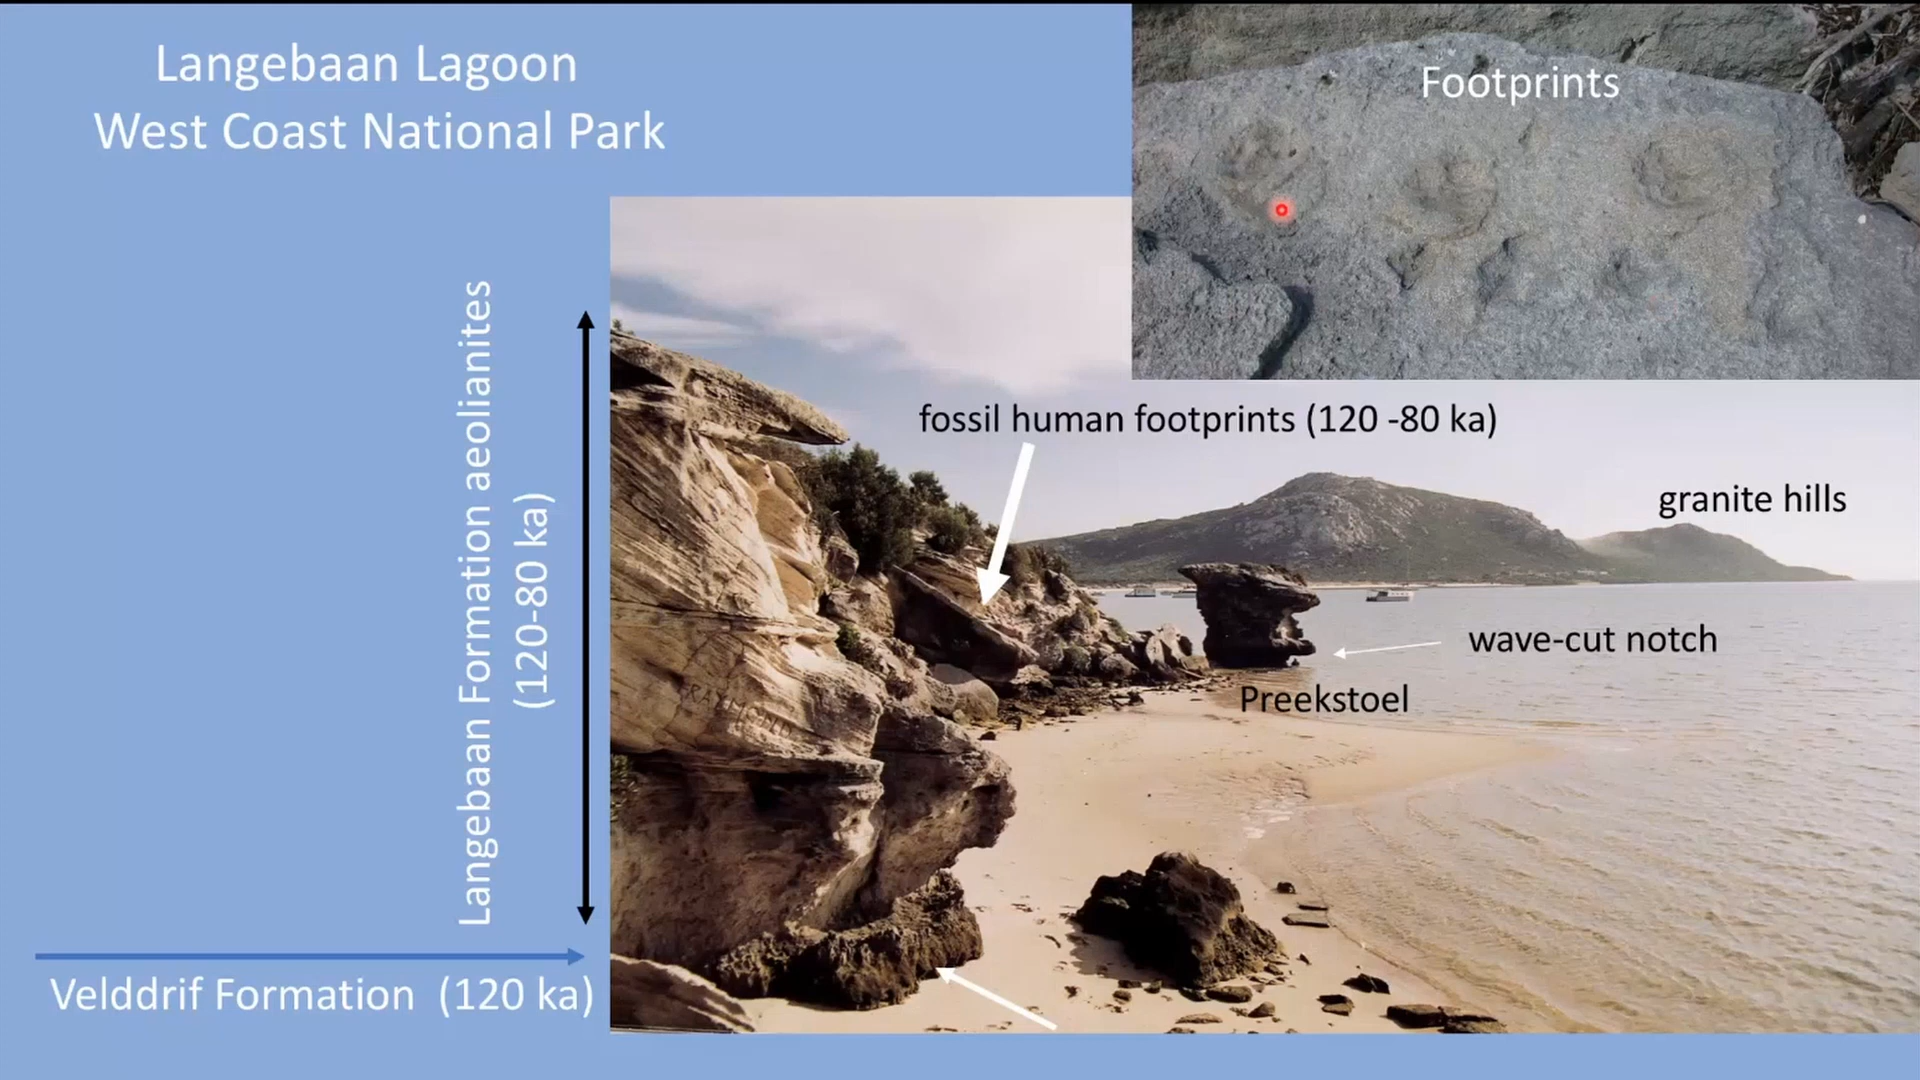 Langebaan Lagoon
West Coast National Park
Footprints
fossil human footprints (120 -80 ka)
granite hills
wave-cut notch
Preekstoel
Langebaan Formation aeolianites
(120-80 ka)
Velddrif Formation (120 ka)